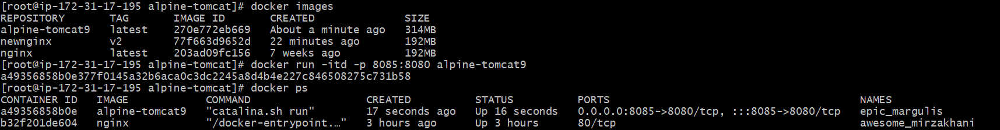 [root@ip-172-31-17-195 alpine-tomcat]# docker images
REPOSITORY       TAG       IMAGE ID       CREATED              SIZE
alpine-tomcat9   latest    270e772eb669   About a minute ago   314MB
newnginx         v2        77f663d9652d   22 minutes ago       192MB
nginx            latest    203ad09fc156   7 weeks ago          192MB
[root@ip-172-31-17-195 alpine-tomcat]# docker run -itd -p 8085:8080 alpine-tomcat9
a49356858b0e377f0145a32b6aca0c3dc2245a8d4b4e227c846508275c731b58
[root@ip-172-31-17-195 alpine-tomcat]# docker ps
CONTAINER ID   IMAGE            COMMAND                  CREATED          STATUS          PORTS                                         NAMES
a49356858b0e   alpine-tomcat9   "catalina.sh run"        17 seconds ago   Up 16 seconds   0.0.0.0:8085->8080/tcp, :::8085->8080/tcp   epic_margulis
b32f201de604   nginx            "/docker-entrypoint.…"   3 hours ago      Up 3 hours      80/tcp                                        awesome_mirzakhani